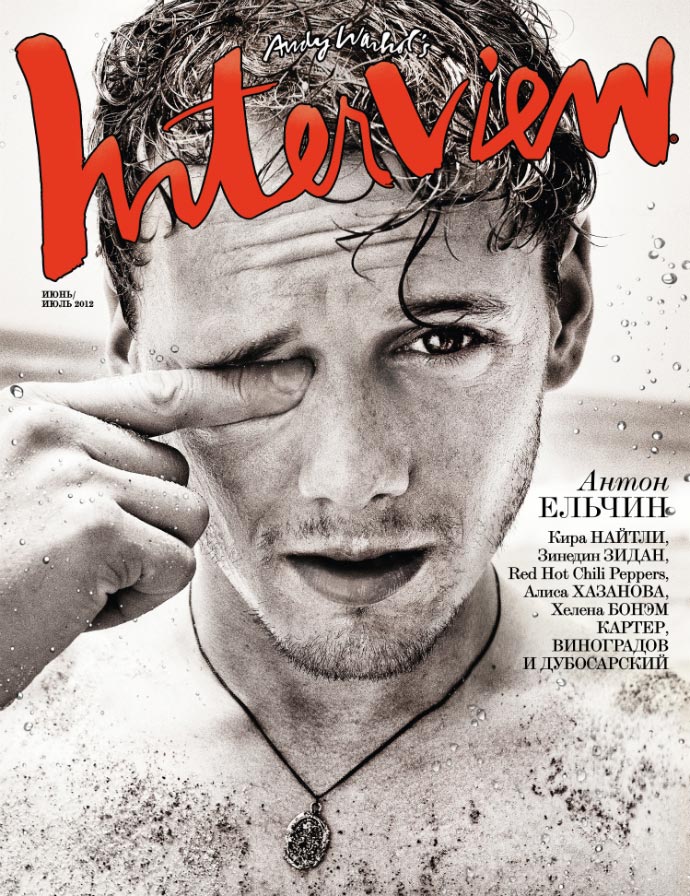 Andy Warhol's
Interview
ИЮНЬ/
ИЮЛЬ 2012
Антон
ЕЛЬЧИН
Кира НАЙТЛИ,
Зинедин ЗИДАН,
Red Hot Chili Peppers,
Алиса ХАЗАНОВА,
Хелена БОНЭМ
КАРТЕР,
ВИНОГРАДОВ
И ДУБОСАРСКИЙ